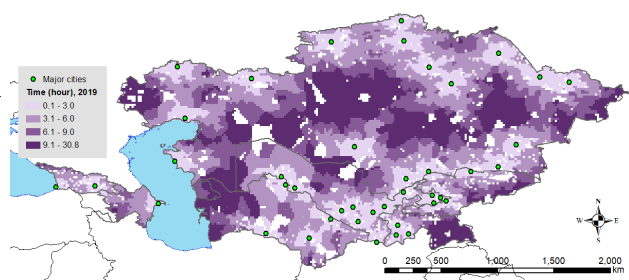 Major cities
Time (hour), 2019
0.1 - 3.0
3.1 - 6.0
6.1 - 9.0
9.1 - 30.8
N
W E
S
0 250 500 1,000 1,500 2,000
km